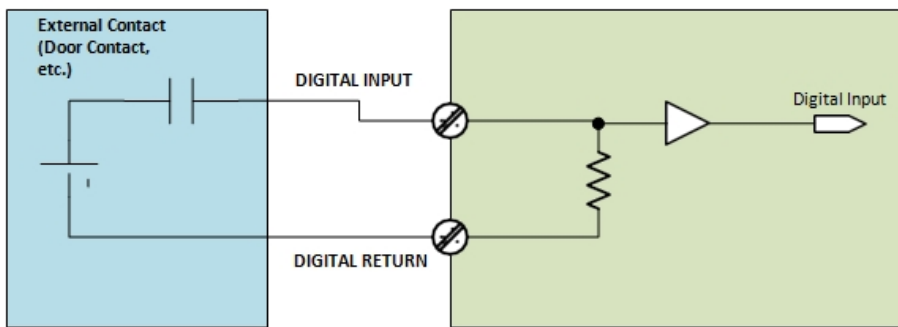 External Contact
(Door Contact,
etc.)
DIGITAL INPUT
Digital Input
DIGITAL RETURN